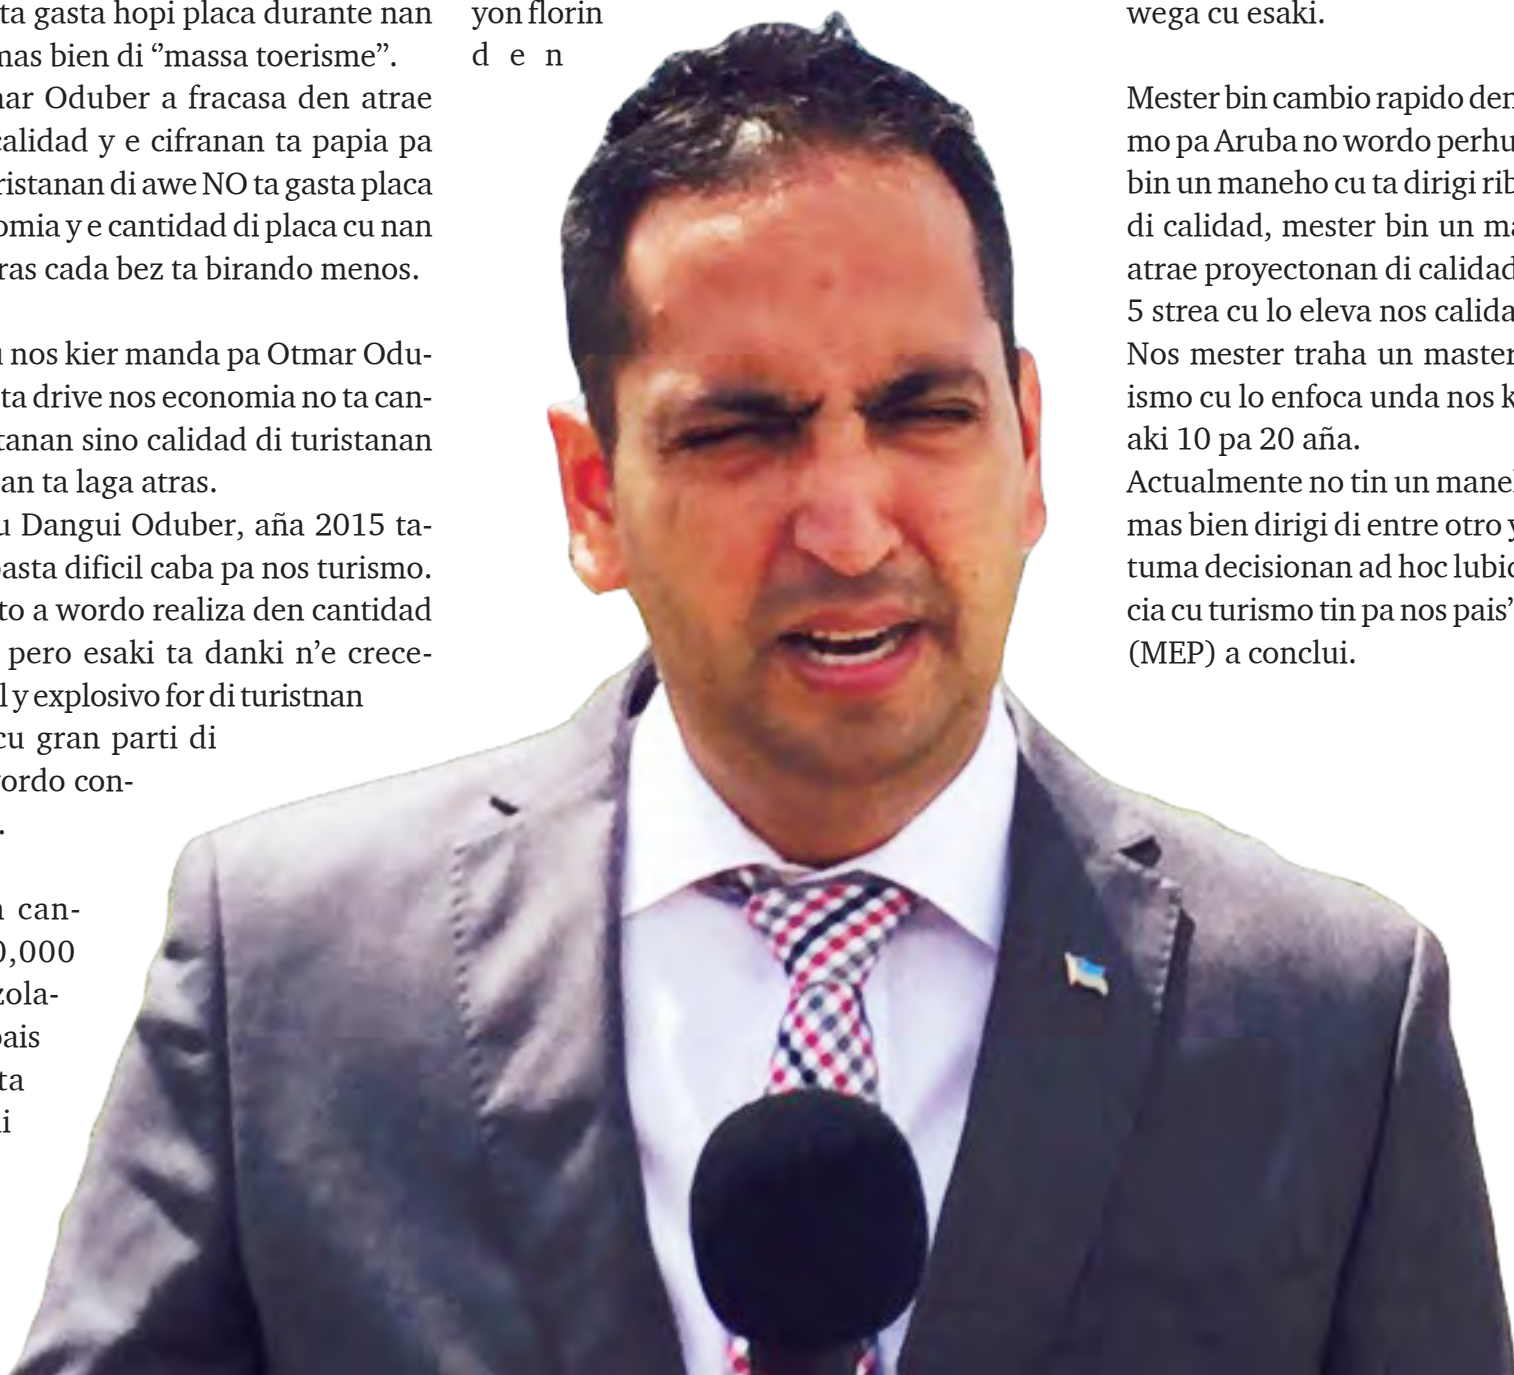 ta gasta hopi placa durante nan
mas bien di ‘’massa toerisme’’.
mar Oduber a fracasa den atrae
calidad y e cifranan ta papia pa
ristanan di awe NO ta gasta placa
omia y e cantidad di placa cu nan
ras cada bez ta birando menos.
nos kier manda pa Otmar Odu-
ta drive nos economia no ta can-
tanan sino calidad di turistanan
an ta laga atras.
u Dangui Oduber, aña 2015 ta-
basta dificil caba pa nos turismo.
to a wordo realiza den cantidad
pero esaki ta danki n’e crece-
l y explosivo for di turistnan
cu gran parti di
wordo con-
.
n can-
0,000
zola-
pais
ta
i
yon florin
d e n
wega cu esaki.
Mester bin cambio rapido den
mo pa Aruba no wordo perhu
bin un maneho cu ta dirigi rib
di calidad, mester bin un ma
atrae proyectonan di calidad
5 strea cu lo eleva nos calida
Nos mester traha un master
ismo cu lo enfoca unda nos k
aki 10 pa 20 aña.
Actualmente no tin un mane
mas bien dirigi di entre otro y
tuma decisionan ad hoc lubid
cia cu turismo tin pa nos pais’
(MEP) a conclui.